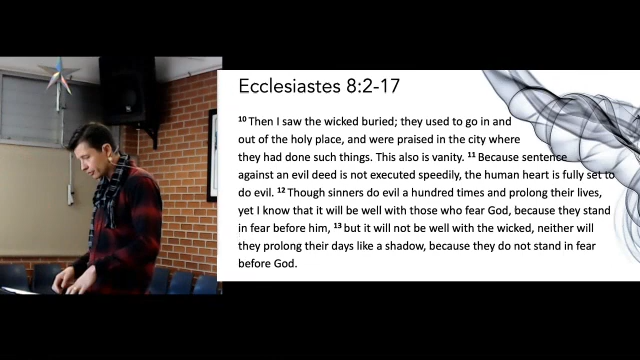 Ecclesiastes 8:2-17
10 Then I saw the wicked buried; they used to go in and
out of the holy place, and were praised in the city where
they had done such things. This also is vanity. 11 Because sentence
against an evil deed is not executed speedily, the human heart is fully set to
do evil. 12 Though sinners do evil a hundred times and prolong their lives,
yet I know that it will be well with those who fear God, because they stand
in fear before him, 13 but it will not be well with the wicked, neither will
they prolong their days like a shadow, because they do not stand in fear
before God.